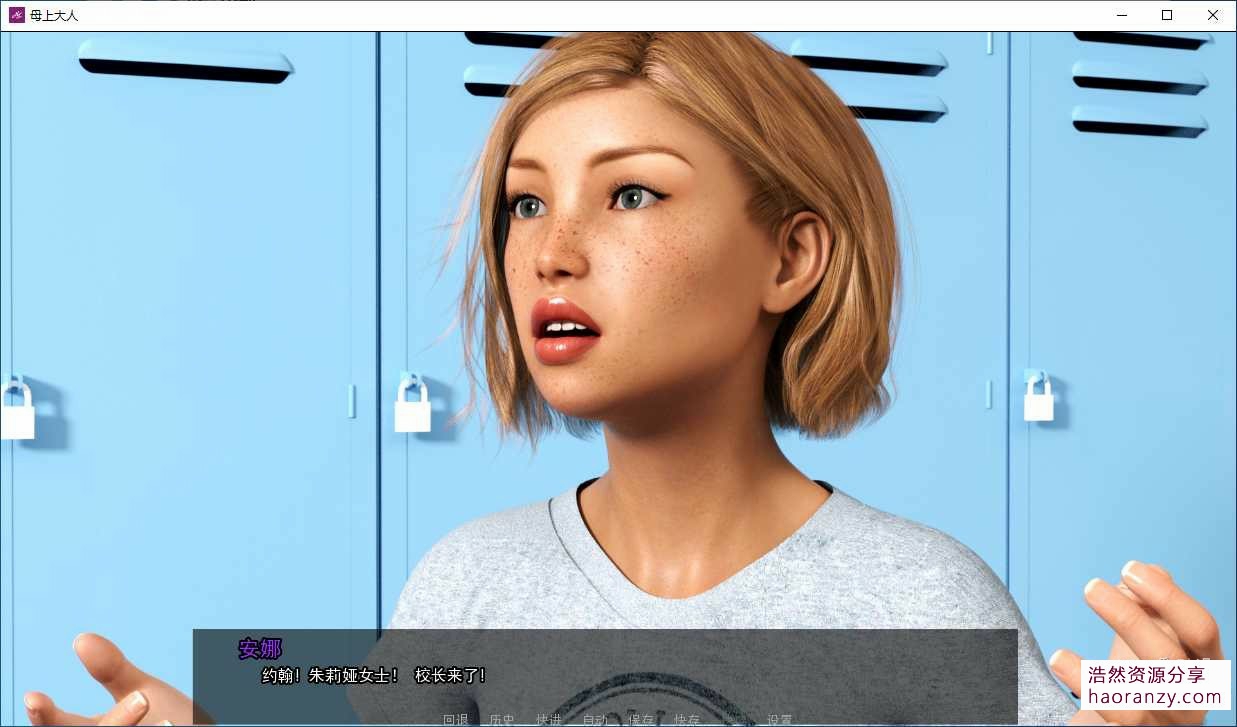 母上大人
安娜
约翰！朱莉娅女士！ 校长来了！
浩然资源分享
haoranzy.com
回退 历史 快进 自动 保存 快存 设置